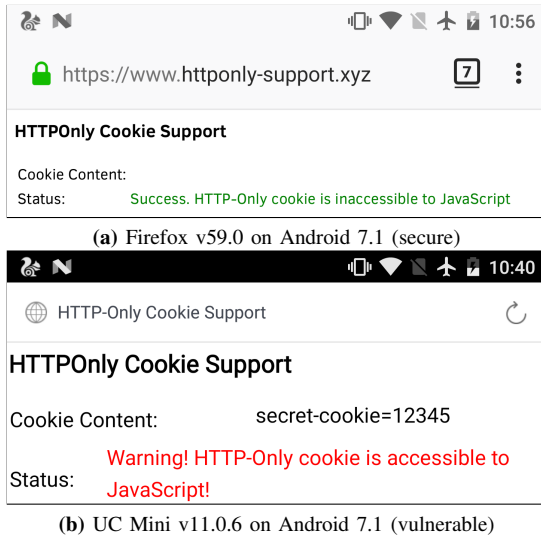 10:56
https://www.httponly-support.xyz 7
HTTPOnly Cookie Support
Cookie Content:
Status: Success. HTTP-Only cookie is inaccessible to JavaScript
(a) Firefox v59.0 on Android 7.1 (secure)
10:40
HTTP-Only Cookie Support
HTTPOnly Cookie Support
Cookie Content: secret-cookie=12345
Status: Warning! HTTP-Only cookie is accessible to
JavaScript!
(b) UC Mini v11.0.6 on Android 7.1 (vulnerable)